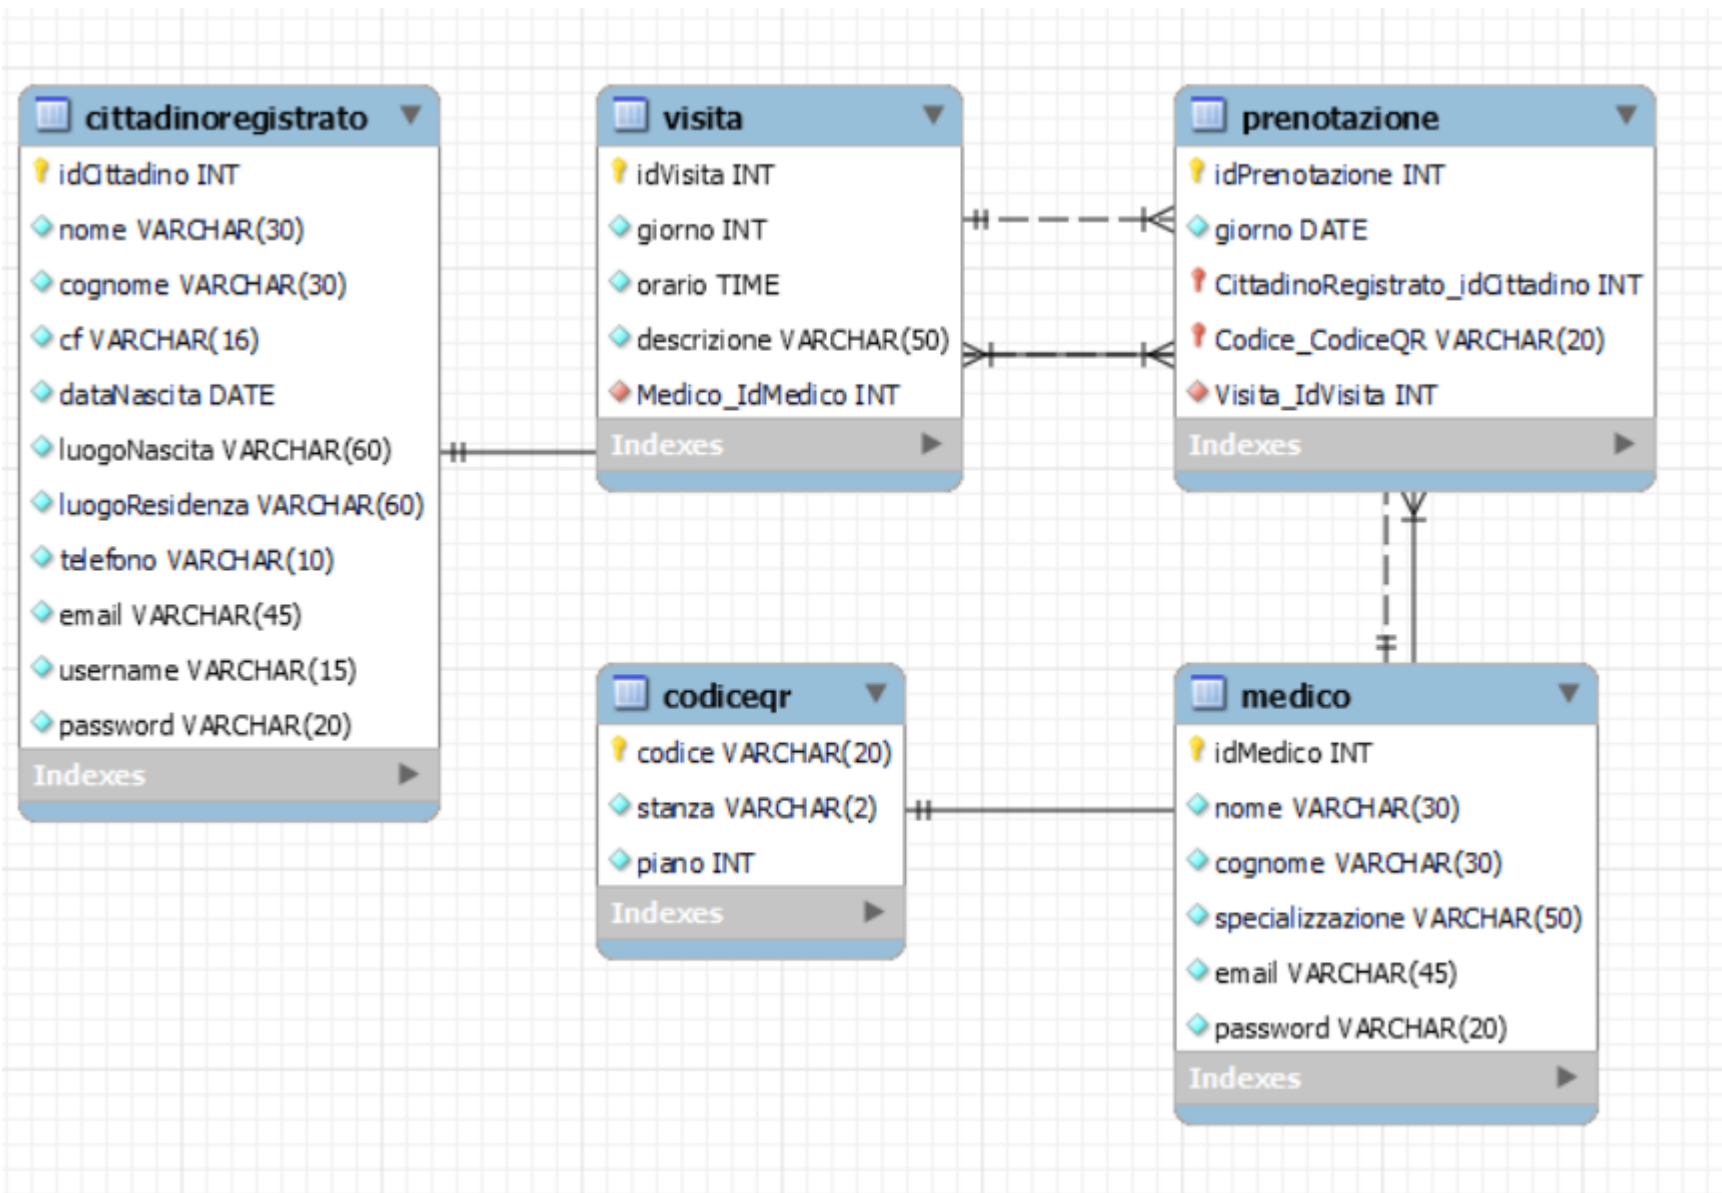 cittadinoregistrato
idCittadino INT
nome VARCHAR(30)
cognome VARCHAR(30)
cf VARCHAR(16)
dataNascita DATE
luogoNascita VARCHAR(60)
luogoResidenza VARCHAR(60)
telefono VARCHAR(10)
email VARCHAR(45)
username VARCHAR(15)
password VARCHAR(20)
Indexes
visita
idVisita INT
giorno INT
orario TIME
descrizione VARCHAR(50)
Medico_IdMedico INT
Indexes
prenotazione
idPrenotazione INT
giorno DATE
CittadinoRegistrato_idCittadino INT
Codice_CodiceQR VARCHAR(20)
Visita_IdVisita INT
Indexes
codiceqr
codice VARCHAR(20)
stanza VARCHAR(2)
piano INT
Indexes
medico
idMedico INT
nome VARCHAR(30)
cognome VARCHAR(30)
specializzazione VARCHAR(50)
email VARCHAR(45)
password VARCHAR(20)
Indexes